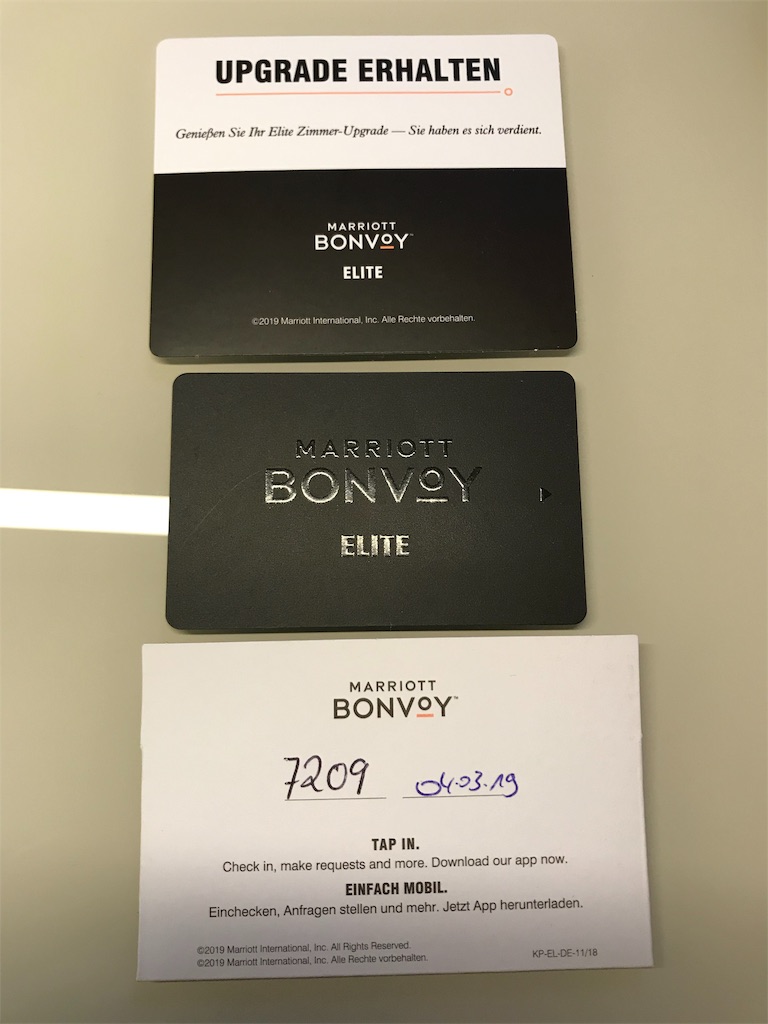 UPGRADE ERHALTEN
Genießen Sie Ihr Elite Zimmer-Upgrade — Sie haben es sich verdient.
MARRIOTT
BONVOY™
ELITE
©2019 Marriott International, Inc. Alle Rechte vorbehalten.
MARRIOTT
BONVOY
ELITE
MARRIOTT
BONVOY™
7209 04.03.19
TAP IN.
Check in, make requests and more. Download our app now.
EINFACH MOBIL.
Einchecken, Anfragen stellen und mehr. Jetzt App herunterladen.
©2019 Marriott International, Inc. All Rights Reserved.
©2019 Marriott International, Inc. Alle Rechte vorbehalten. KP-EL-DE-11/18